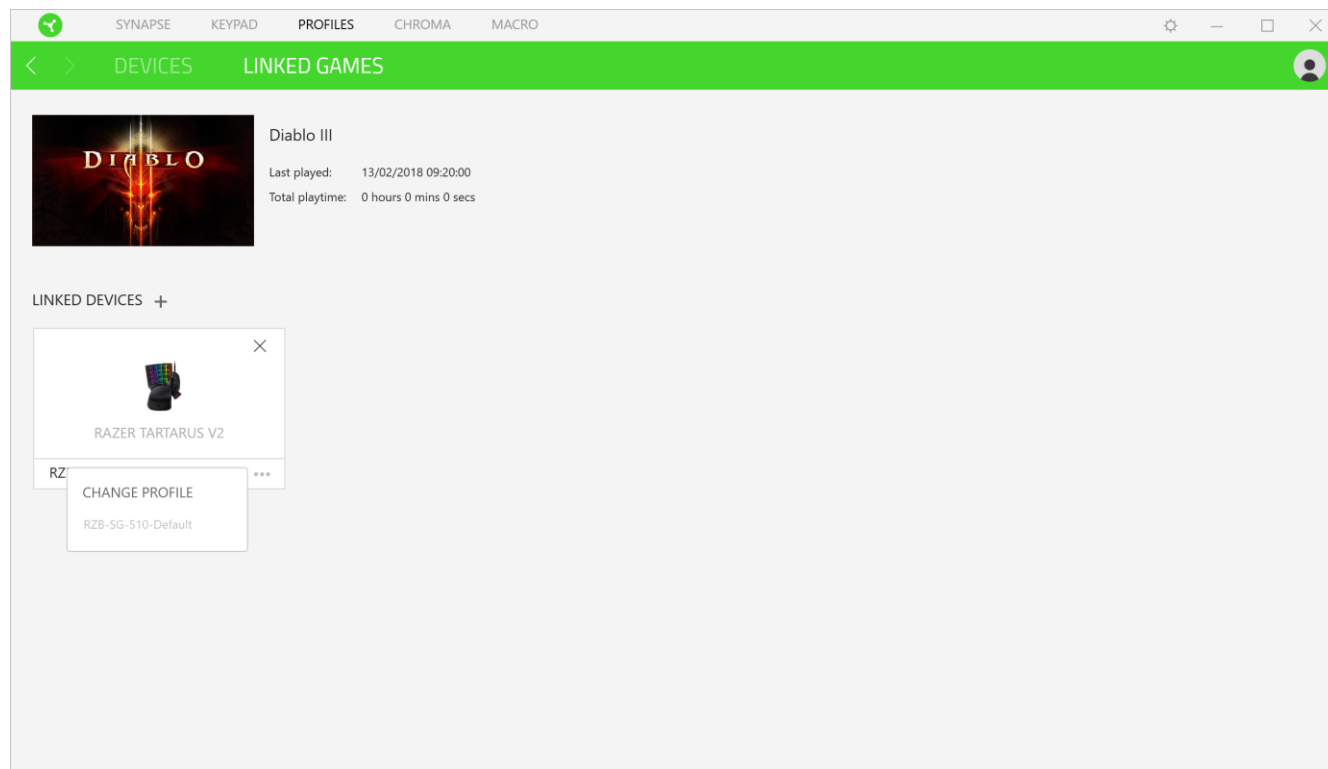 SYNAPSE KEYPAD PROFILES CHROMA MACRO
DEVICES LINKED GAMES
DIABLO
Diablo III
Last played: 13/02/2018 09:20:00
Total playtime: 0 hours 0 mins 0 secs
LINKED DEVICES +
RAZER TARTARUS V2
RZ
CHANGE PROFILE
RZB-SG-510-Default